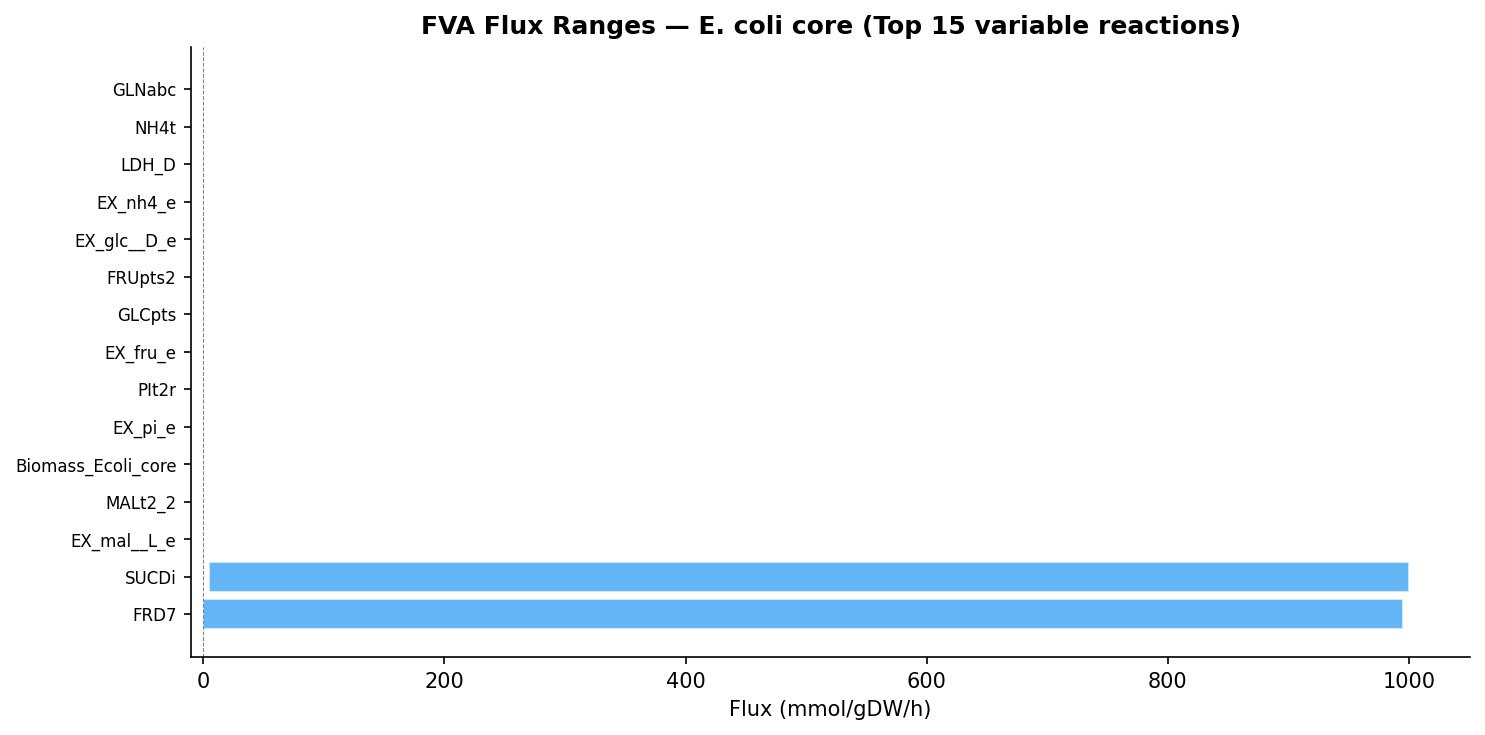 FVA Flux Ranges — E. coli core (Top 15 variable reactions)
GLNabc
NH4t
LDH_D
EX_nh4_e
EX_glc__D_e
FRUpts2
GLCpts
EX_fru_e
PIt2r
EX_pi_e
Biomass_Ecoli_core
MALt2_2
EX_mal__L_e
SUCDi
FRD7
0 200 400 600 800 1000
Flux (mmol/gDW/h)